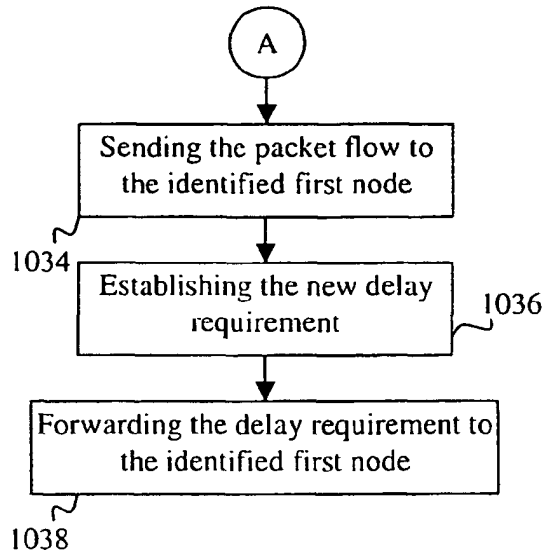 A
Sending the packet flow to
the identified first node
1034
Establishing the new delay
requirement
1036
Forwarding the delay requirement to
the identified first node
1038